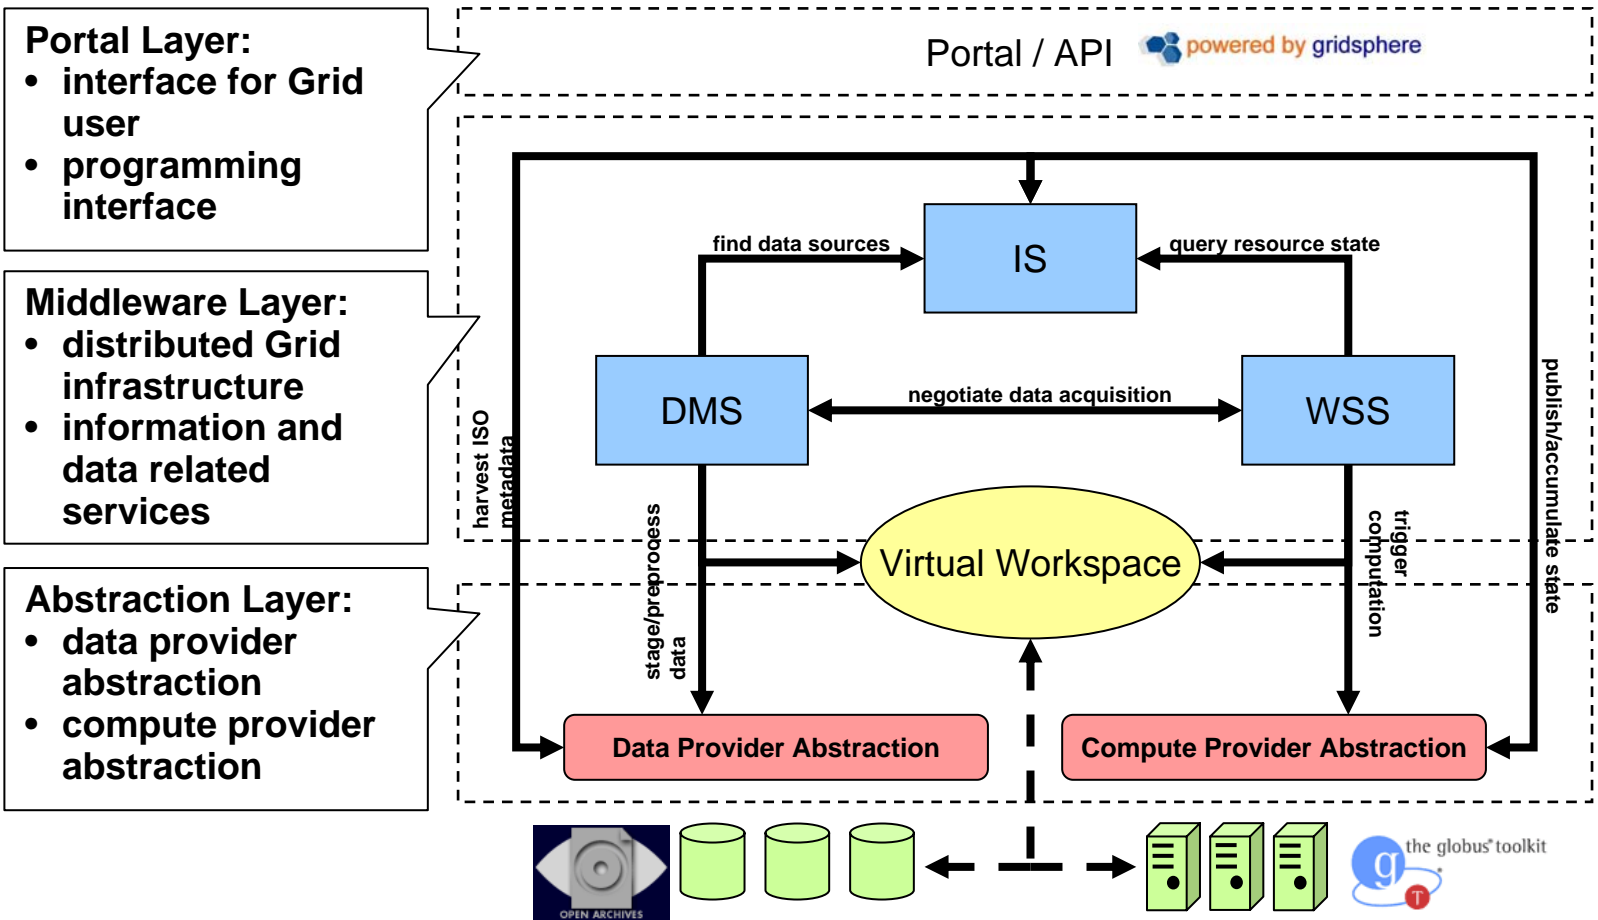 Portal Layer:
• interface for Grid
user
• programming
interface
Middleware Layer:
• distributed Grid
infrastructure
• information and
data related
services
Abstraction Layer:
• data provider
abstraction
• compute provider
abstraction
Portal / API
powered by gridsphere
find data sources
IS
query resource state
DMS
negotiate data acquisition
WSS
harvest ISO
metadata
publish/accumulate state
stage/preprocess
data
Virtual Workspace
trigger
computation
Data Provider Abstraction
Compute Provider Abstraction
OPEN ARCHIVES
g
T
the globus® toolkit